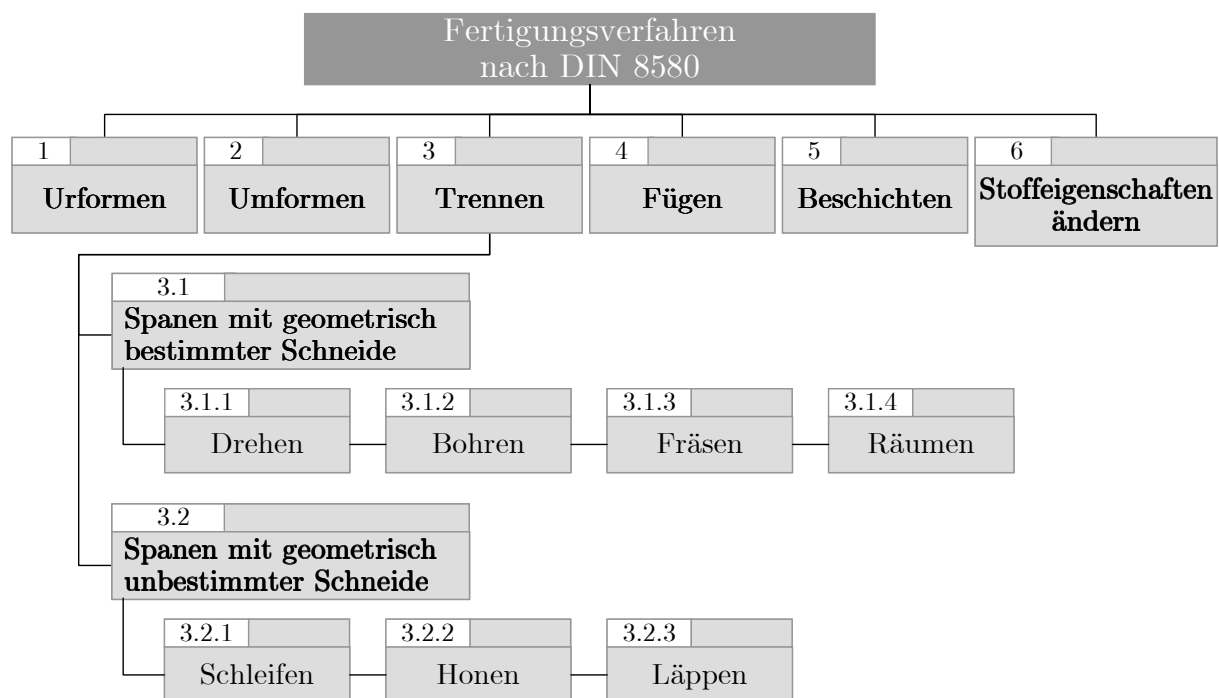 Fertigungsverfahren
nach DIN 8580
1
Urformen
2
Umformen
3
Trennen
4
Fügen
5
Beschichten
6
Stoffeigenschaften
ändern
3.1
Spanen mit geometrisch
bestimmter Schneide
3.1.1
Drehen
3.1.2
Bohren
3.1.3
Fräsen
3.1.4
Räumen
3.2
Spanen mit geometrisch
unbestimmter Schneide
3.2.1
Schleifen
3.2.2
Honen
3.2.3
Läppen